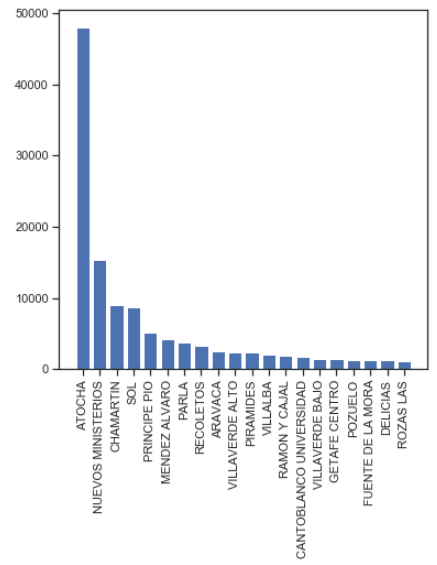 50000
40000
30000
20000
10000
0
ATOCHA
NUEVOS MINISTERIOS
CHAMARTIN
SOL
PRINCIPE PIO
MENDEZ ALVARO
PARLA
RECOLETOS
ARAVACA
VILLAVERDE ALTO
PIRAMIDES
VILLALBA
RAMON Y CAJAL
CANTOBLANCO UNIVERSIDAD
VILLAVERDE BAJO
GETAFE CENTRO
POZUELO
FUENTE DE LA MORA
DELICIAS
ROZAS LAS